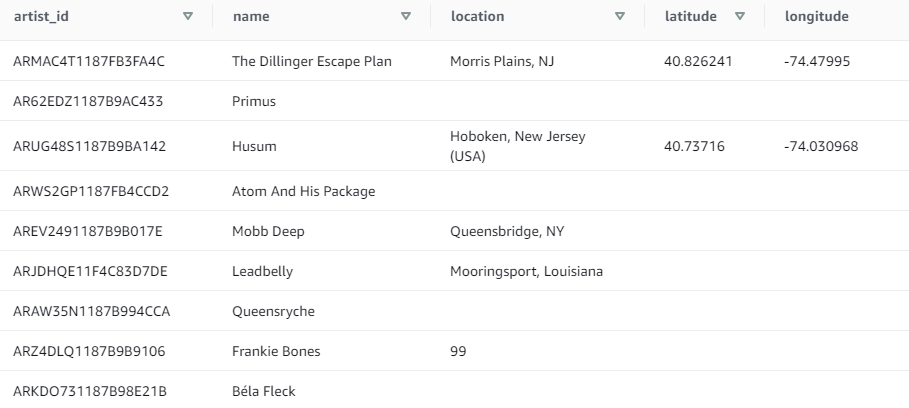 artist_id name location latitude longitude
ARMAC4T1187FB3FA4C The Dillinger Escape Plan Morris Plains, NJ 40.826241 -74.47995
AR62EDZ1187B9AC433 Primus
ARUG48S1187B9BA142 Husum Hoboken, New Jersey (USA) 40.73716 -74.030968
ARWS2GP1187FB4CCD2 Atom And His Package
AREV2491187B9B017E Mobb Deep Queensbridge, NY
ARJDHQE11F4C83D7DE Leadbelly Mooringsport, Louisiana
ARAW35N1187B994CCA Queensryche
ARZ4DLQ1187B9B9106 Frankie Bones 99
ARKDO731187B98E21B Béla Fleck